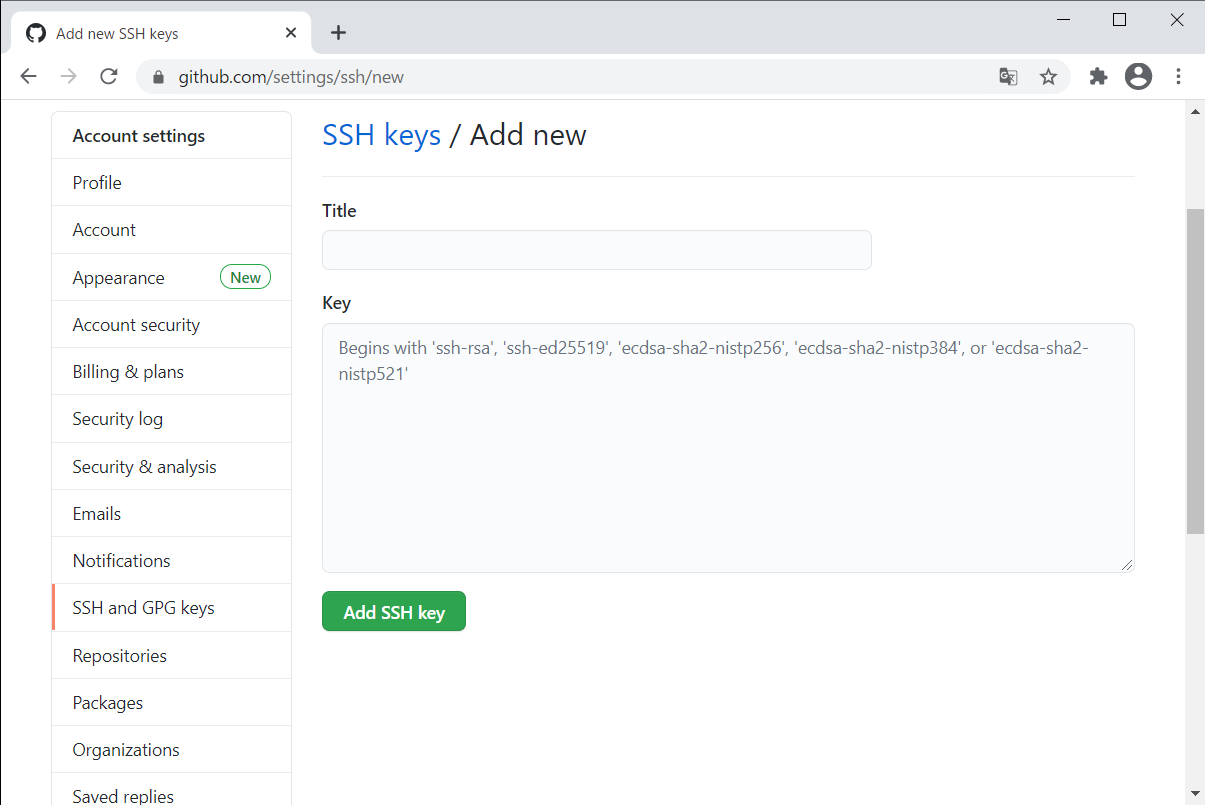 Add new SSH keys
github.com/settings/ssh/new
Account settings
Profile
Account
Appearance New
Account security
Billing & plans
Security log
Security & analysis
Emails
Notifications
SSH and GPG keys
Repositories
Packages
Organizations
Saved replies
SSH keys / Add new
Title
Key
Begins with 'ssh-rsa', 'ssh-ed25519', 'ecdsa-sha2-nistp256', 'ecdsa-sha2-nistp384', or 'ecdsa-sha2-
nistp521'
Add SSH key